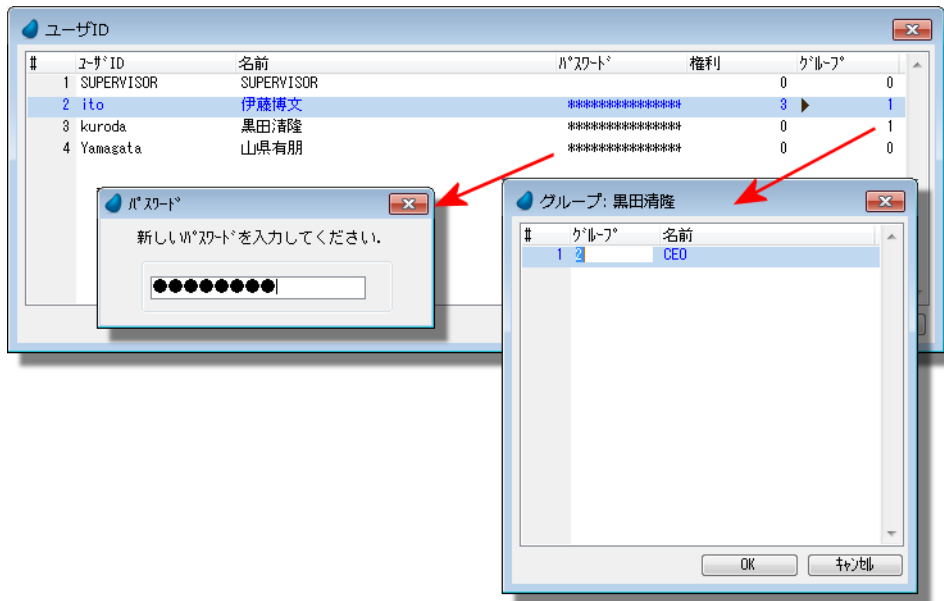 ユーザID
# ﾕｰｻﾞID 名前 ﾊﾟｽﾜｰﾄﾞ 権利 ｸﾞﾙｰﾌﾟ
1 SUPERVISOR SUPERVISOR 0 0
2 ito 伊藤博文 **************** 3 1
3 kuroda 黒田清隆 **************** 0 1
4 Yamagata 山県有朋 **************** 0 0
ﾊﾟｽﾜｰﾄﾞ
新しいﾊﾟｽﾜｰﾄﾞを入力してください.
●●●●●●●●
グループ: 黒田清隆
# ｸﾞﾙｰﾌﾟ 名前
1 2 CEO
OK ｷｬﾝｾﾙ